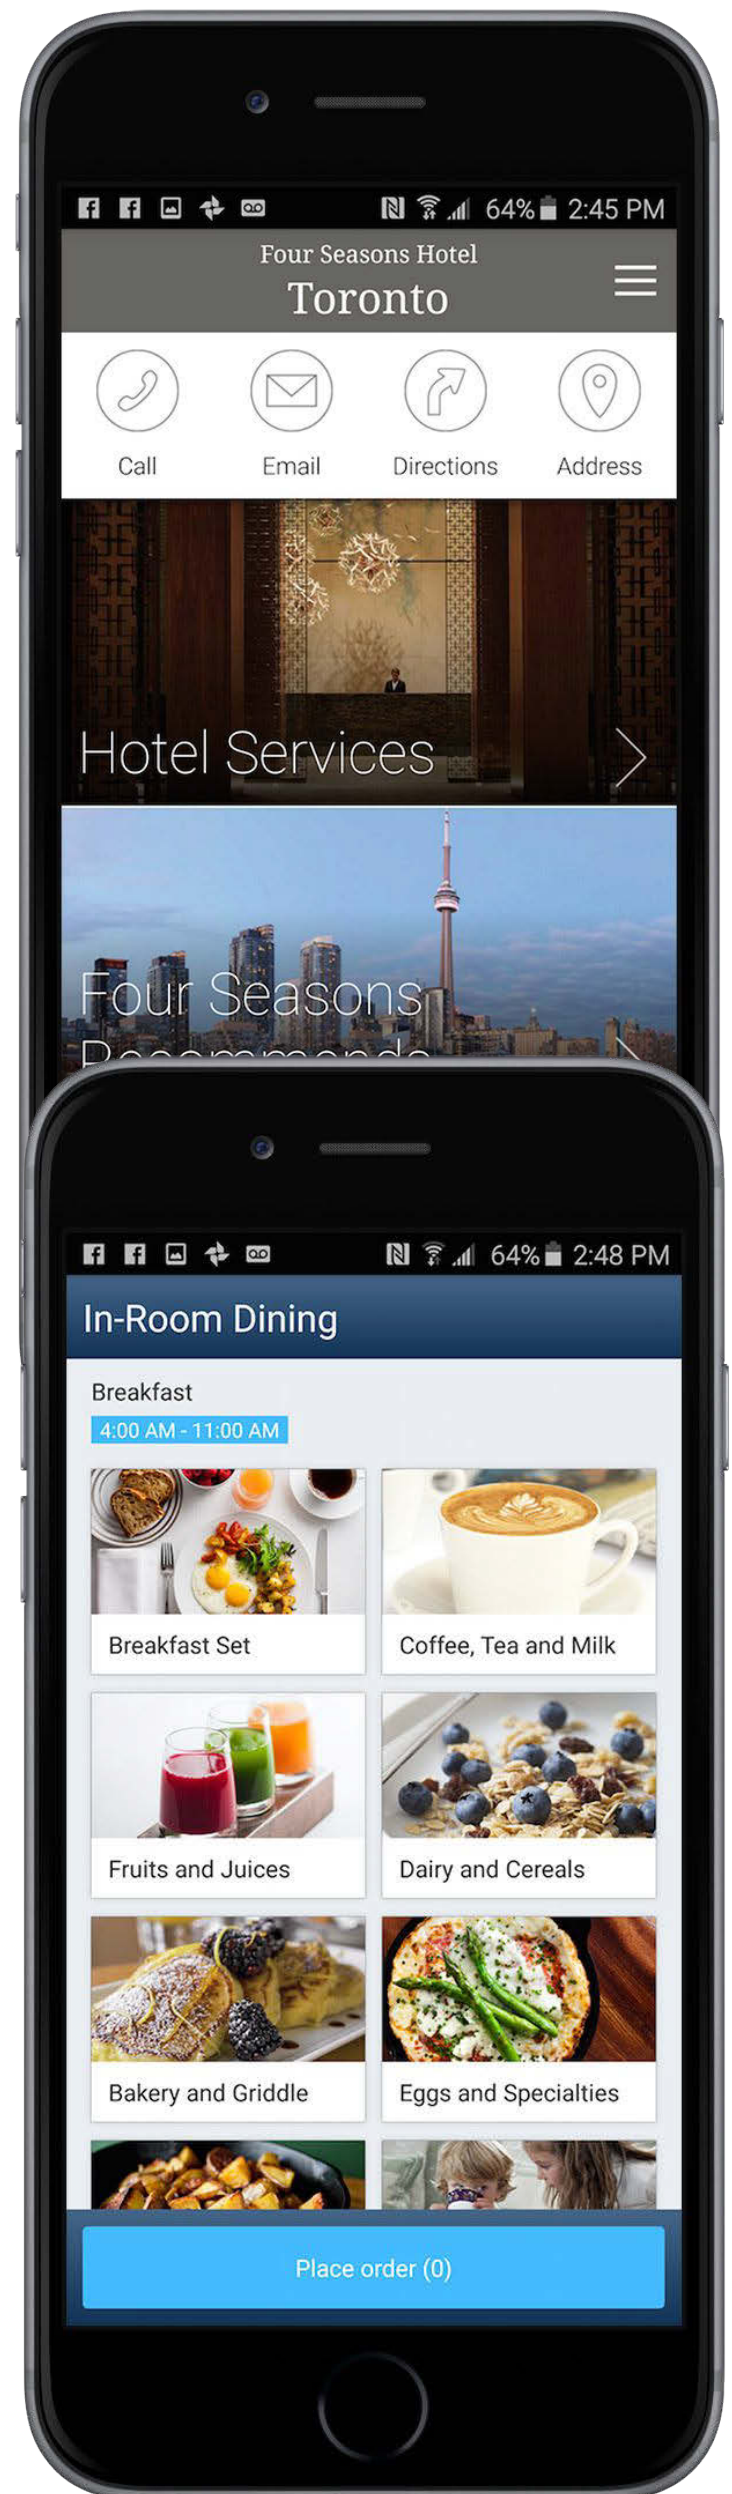 64% 2:45 PM
Four Seasons Hotel
Toronto
Call Email Directions Address
Hotel Services
Four Seasons
Recommends
64% 2:48 PM
In-Room Dining
Breakfast
4:00 AM - 11:00 AM
Breakfast Set Coffee, Tea and Milk
Fruits and Juices Dairy and Cereals
Bakery and Griddle Eggs and Specialties
Place order (0)